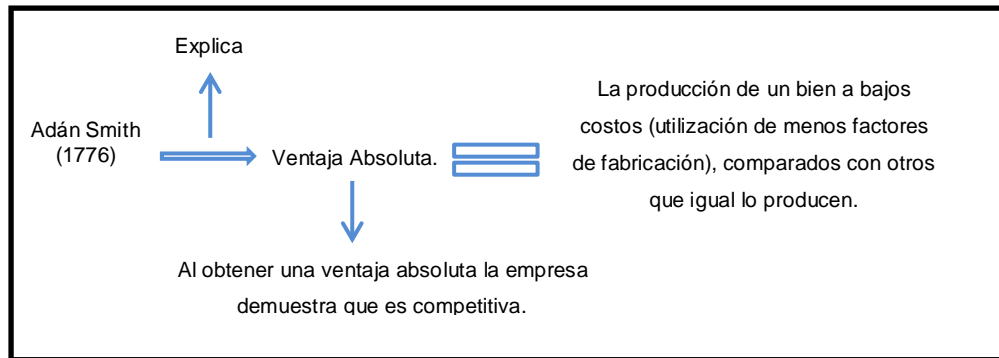 Explica
Adán Smith
(1776)
Ventaja Absoluta.
La producción de un bien a bajos
costos (utilización de menos factores
de fabricación), comparados con otros
que igual lo producen.
Al obtener una ventaja absoluta la empresa
demuestra que es competitiva.